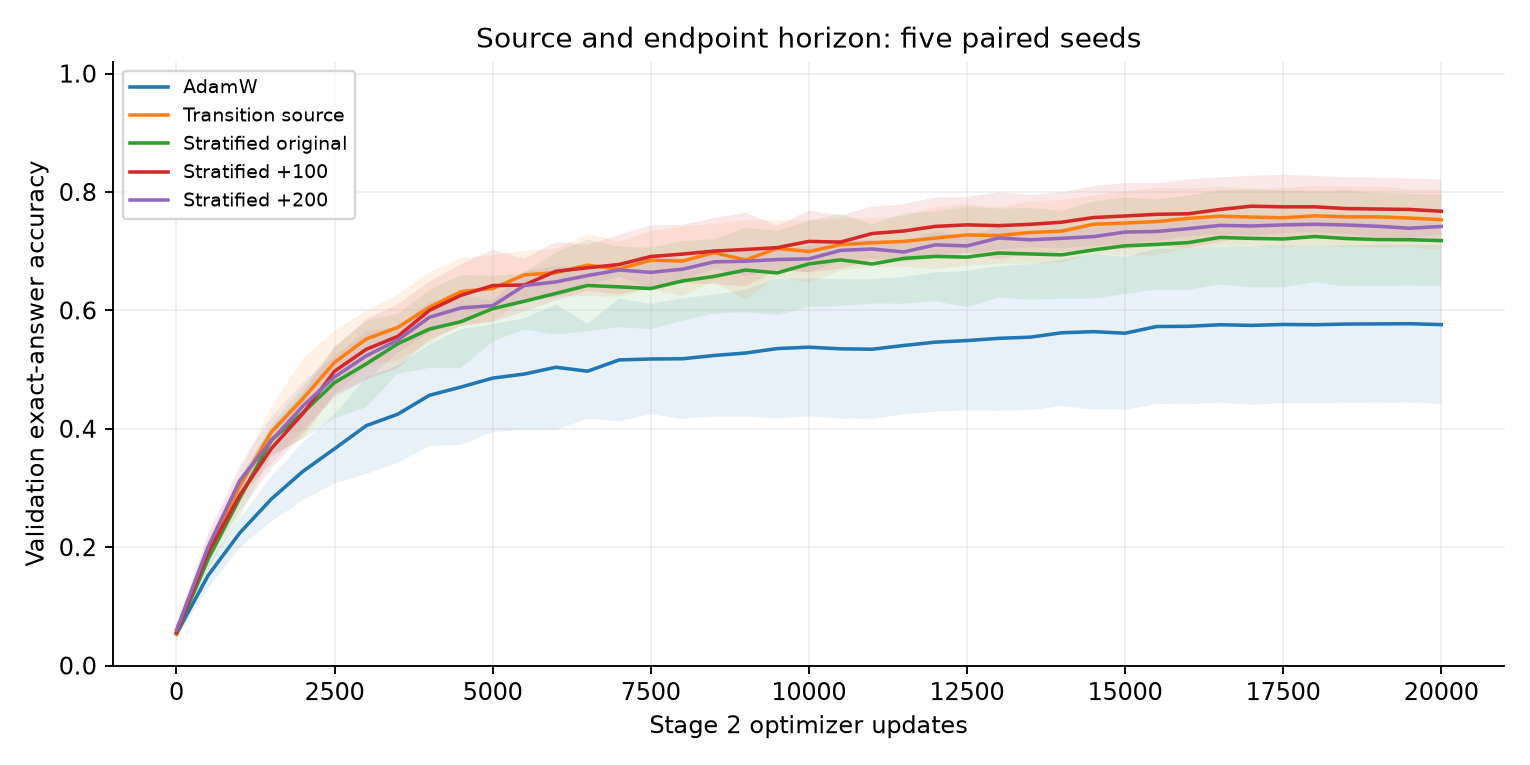 Source and endpoint horizon: five paired seeds
AdamW
Transition source
Stratified original
Stratified +100
Stratified +200
Validation exact-answer accuracy
1.0
0.8
0.6
0.4
0.2
0.0
0 2500 5000 7500 10000 12500 15000 17500 20000
Stage 2 optimizer updates